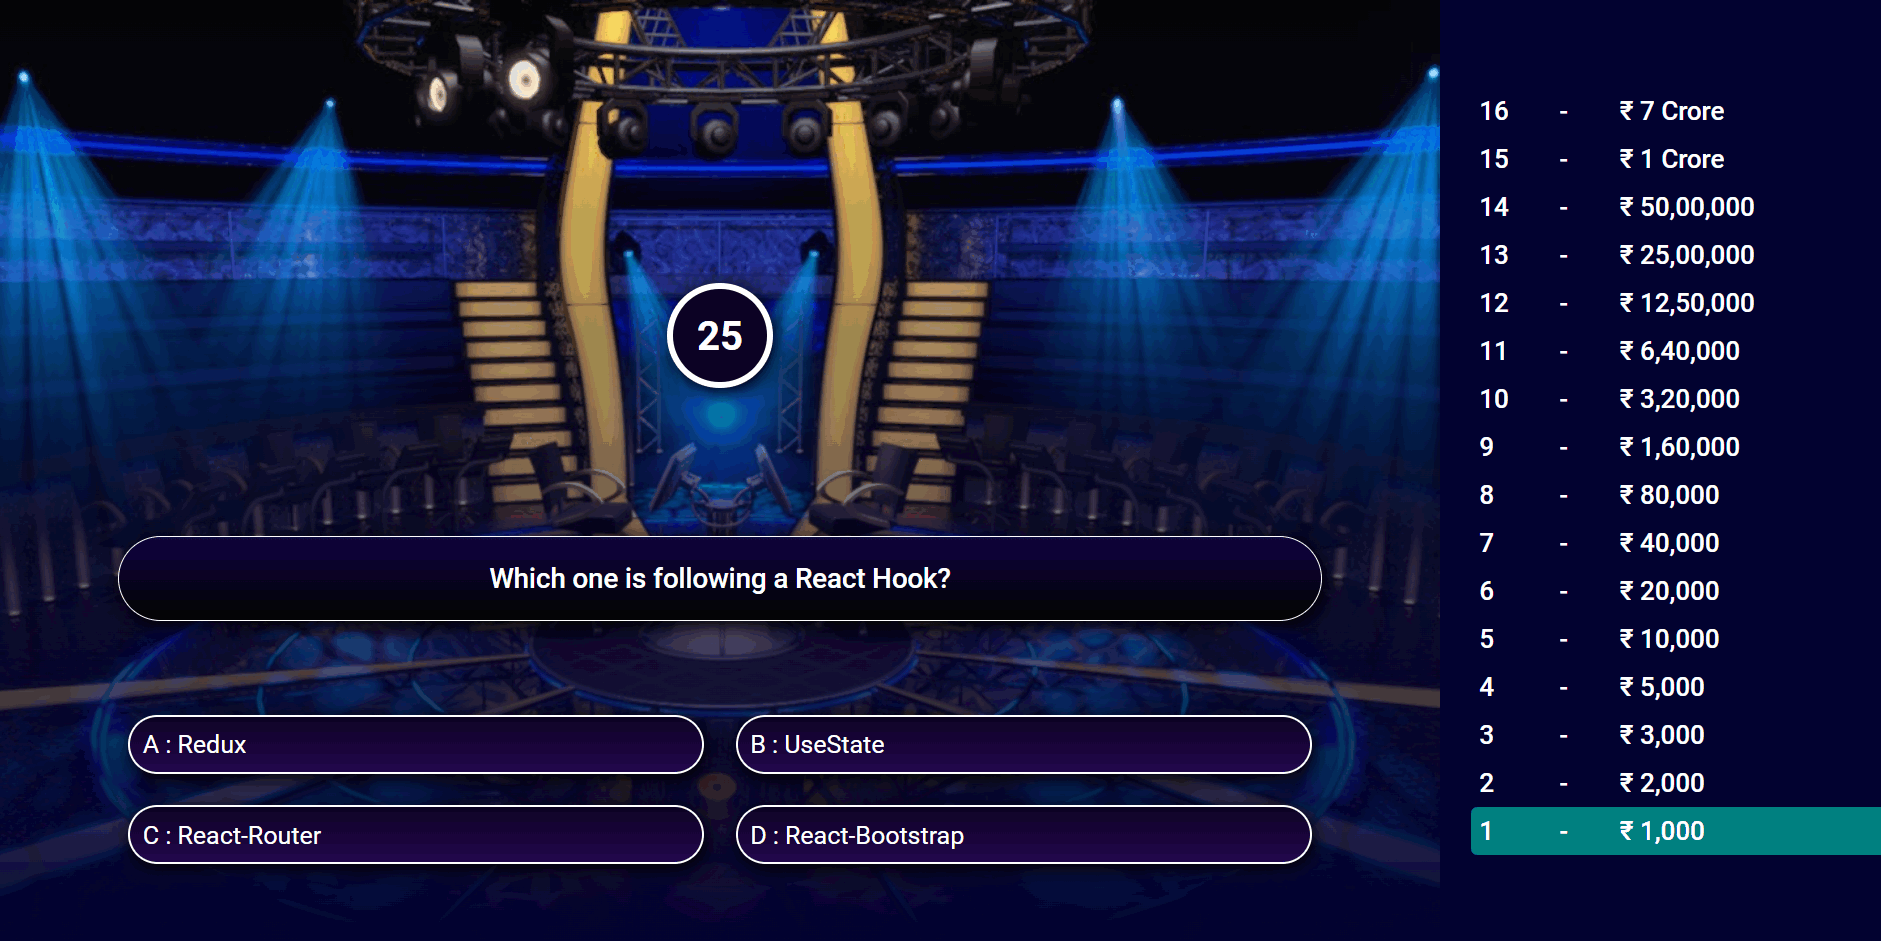 25
Which one is following a React Hook?
A : Redux
B : UseState
C : React-Router
D : React-Bootstrap
16 - ₹ 7 Crore
15 - ₹ 1 Crore
14 - ₹ 50,00,000
13 - ₹ 25,00,000
12 - ₹ 12,50,000
11 - ₹ 6,40,000
10 - ₹ 3,20,000
9 - ₹ 1,60,000
8 - ₹ 80,000
7 - ₹ 40,000
6 - ₹ 20,000
5 - ₹ 10,000
4 - ₹ 5,000
3 - ₹ 3,000
2 - ₹ 2,000
1 - ₹ 1,000